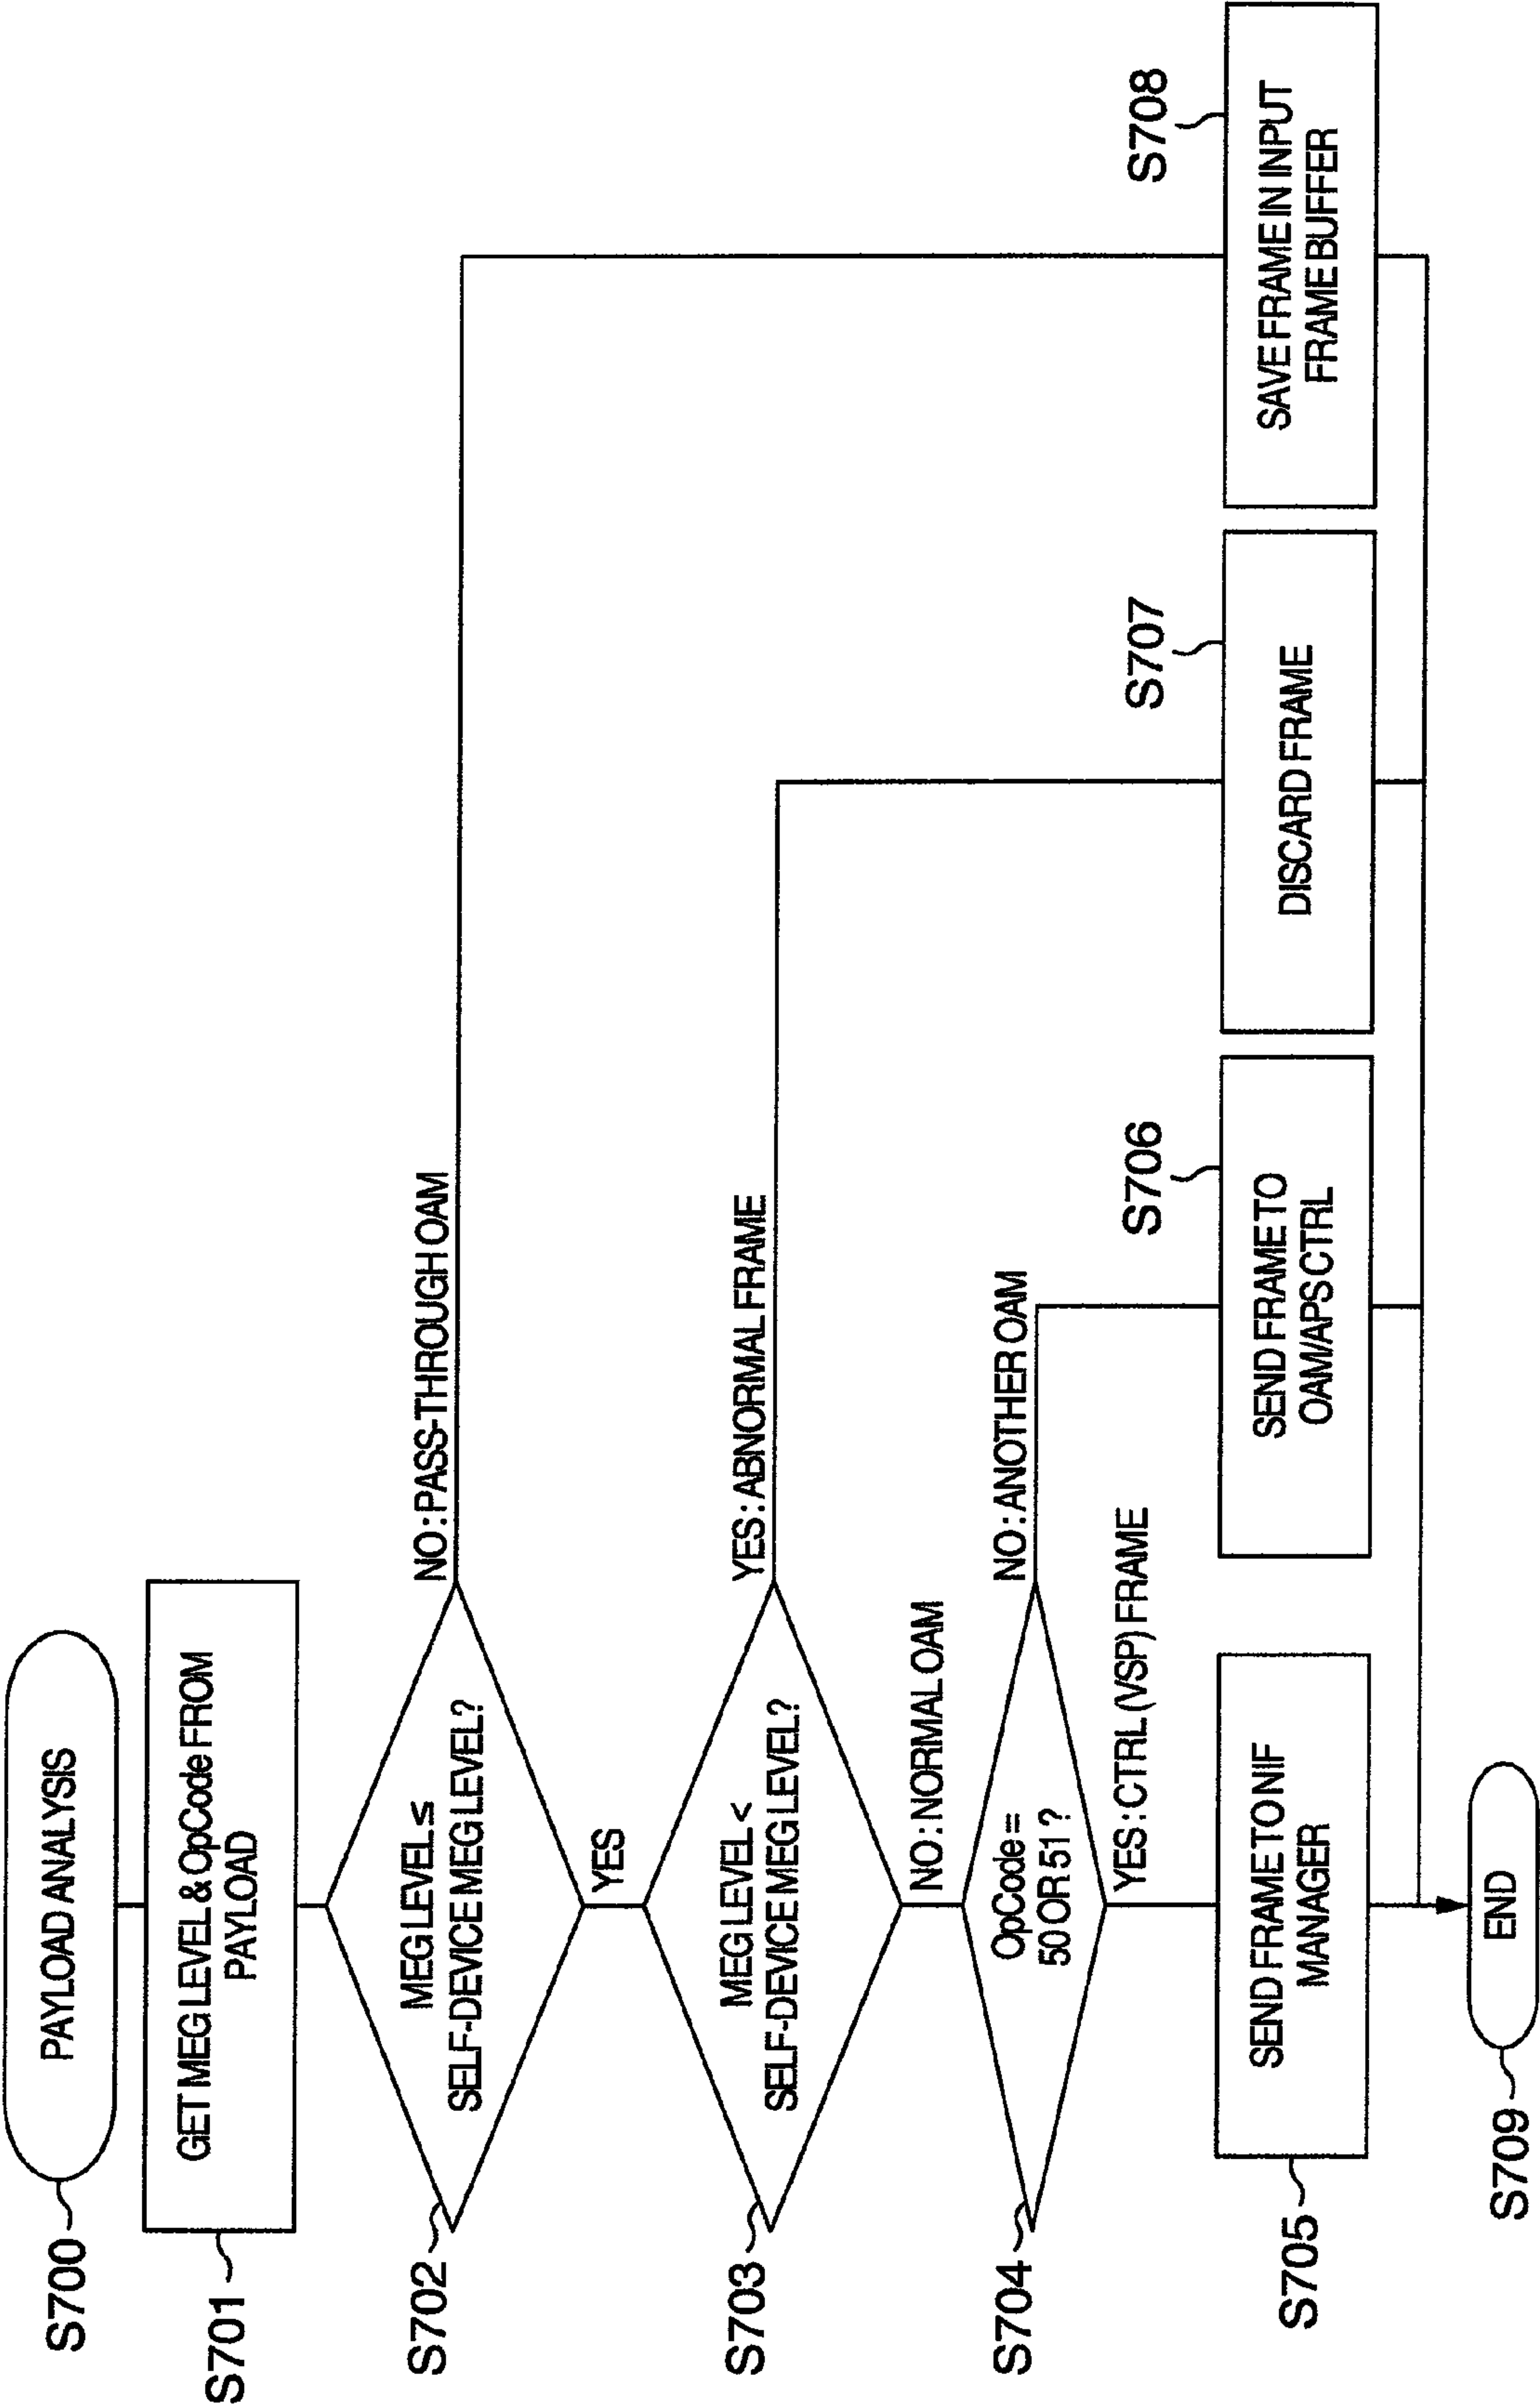 PAYLOAD ANALYSIS
S700
GET MEG LEVEL & OpCode FROM
PAYLOAD
S701
MEG LEVEL ≤
SELF-DEVICE MEG LEVEL?
S702
NO : PASS-THROUGH OAM
YES
MEG LEVEL <
SELF-DEVICE MEG LEVEL?
S703
YES : ABNORMAL FRAME
NO : NORMAL OAM
OpCode =
50 OR 51 ?
S704
NO : ANOTHER OAM
YES : CTRL (VSP) FRAME
SEND FRAME TO NIF
MANAGER
S705
S706
SEND FRAME TO
OAM/APS CTRL
S707
DISCARD FRAME
S708
SAVE FRAME IN INPUT
FRAME BUFFER
END
S709